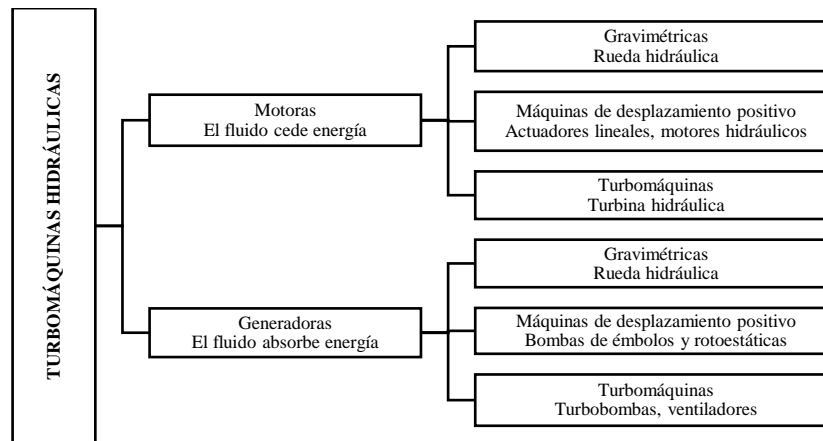 TURBOMÁQUINAS HIDRÁULICAS
Motoras
El fluido cede energía
Gravimétricas
Rueda hidráulica
Máquinas de desplazamiento positivo
Actuadores lineales, motores hidráulicos
Turbomáquinas
Turbina hidráulica
Generadoras
El fluido absorbe energía
Gravimétricas
Rueda hidráulica
Máquinas de desplazamiento positivo
Bombas de émbolos y rotoestáticas
Turbomáquinas
Turbobombas, ventiladores